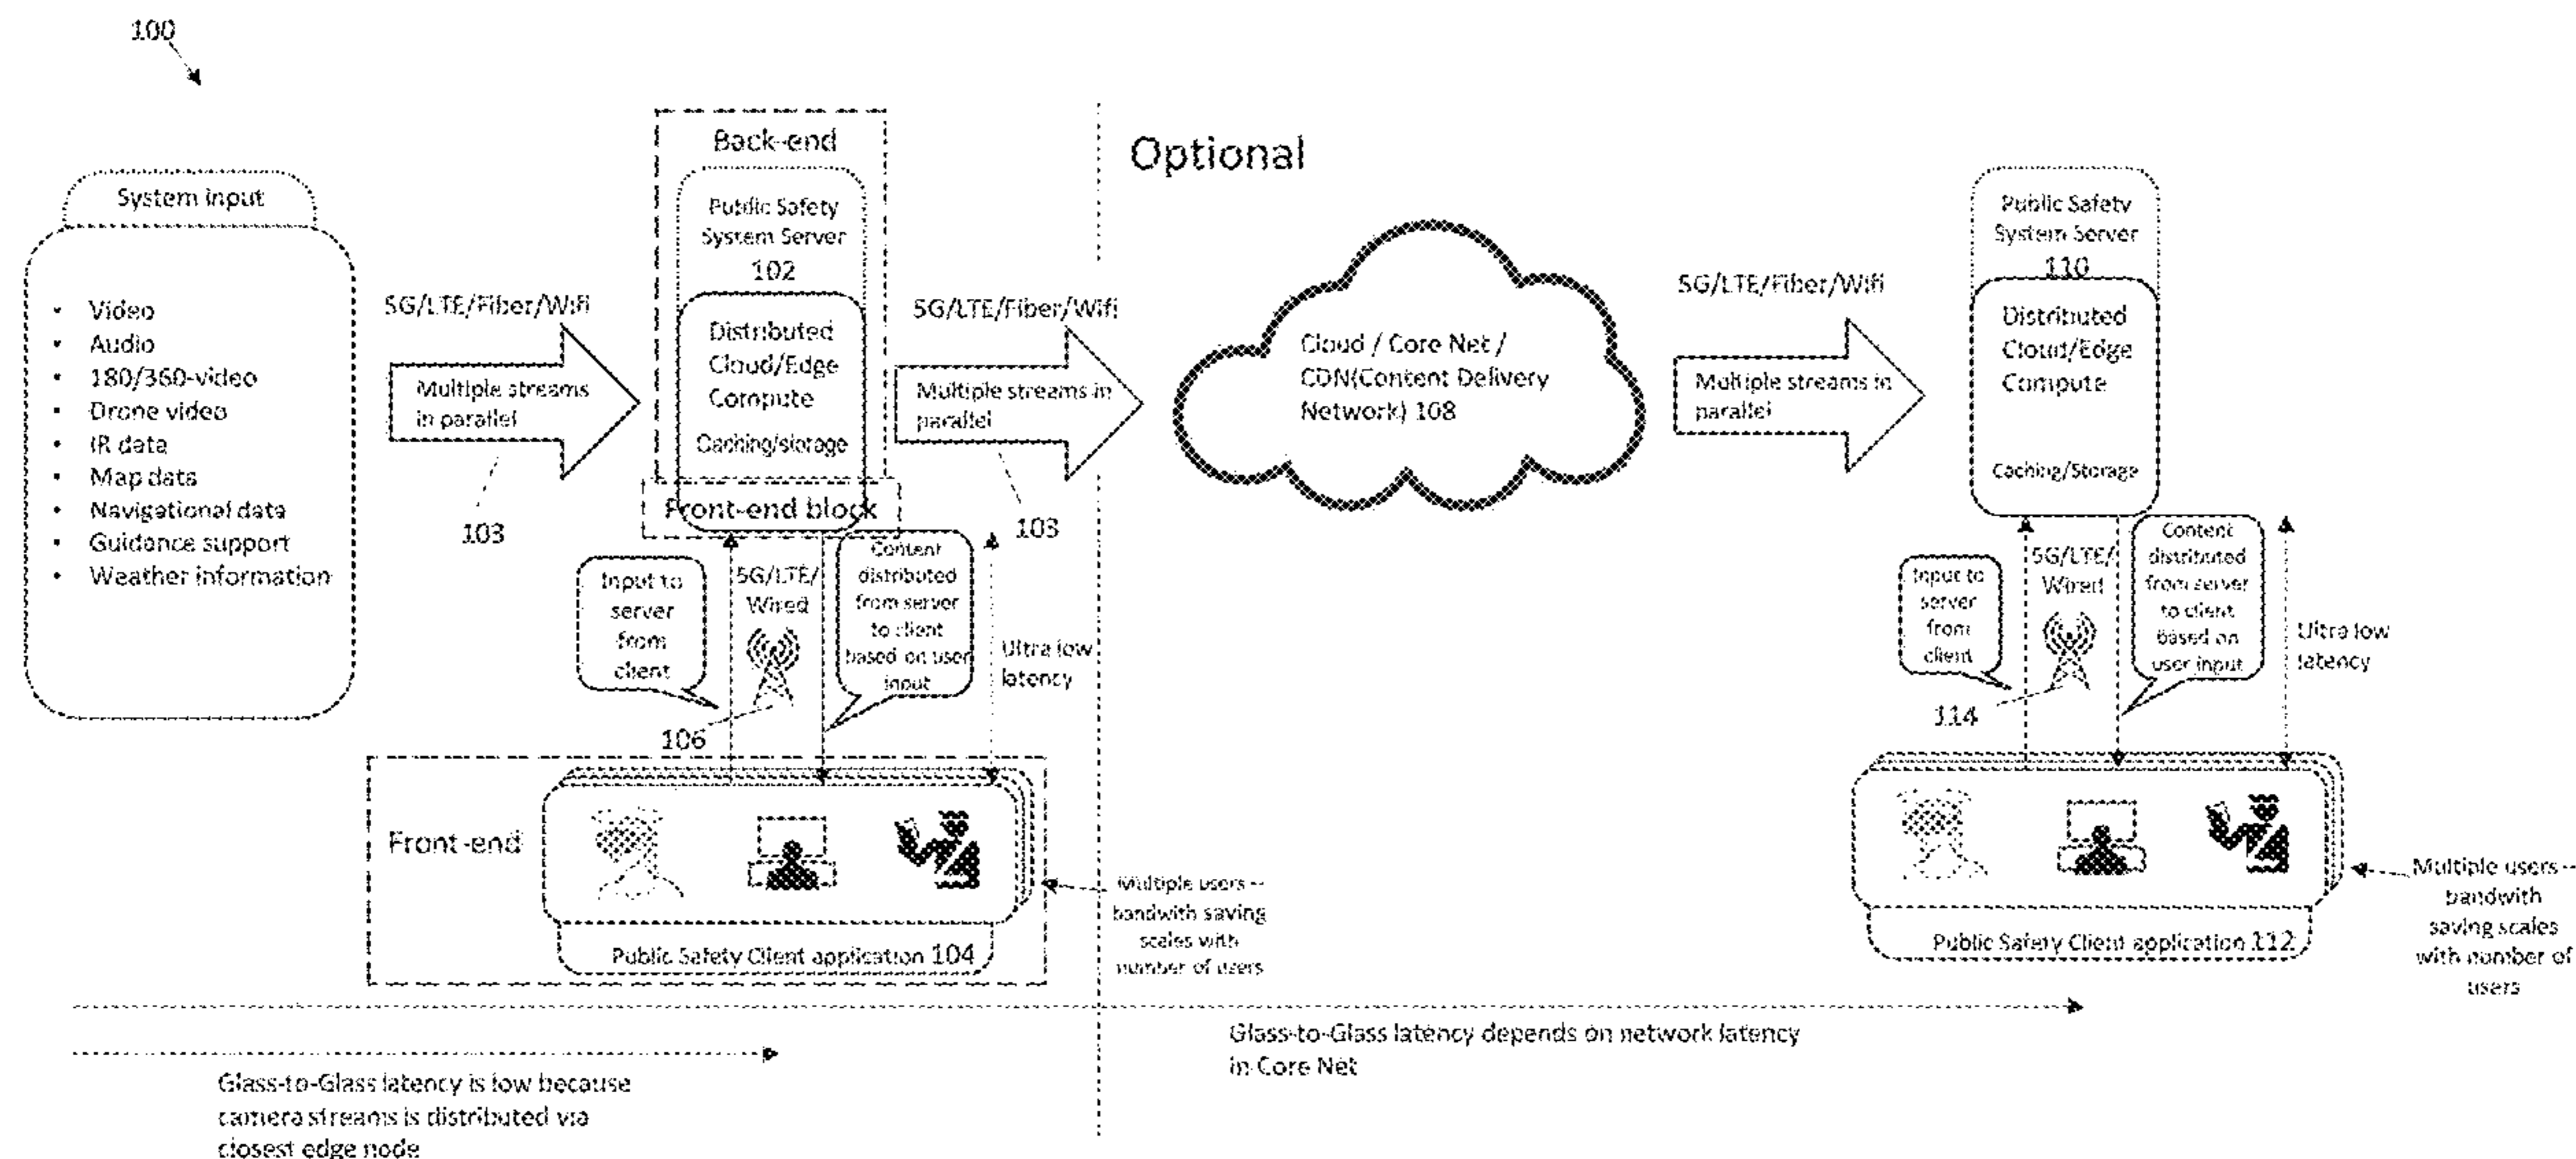 100
System input
• Video
• Audio
• 180/360-video
• Drone video
• IR data
• Map data
• Navigational data
• Guidance support
• Weather information
5G/LTE/Fiber/Wifi
Multiple streams
in parallel
103
Back-end
Public Safety
System Server
102
Distributed
Cloud/Edge
Compute
Caching/storage
Front-end block
5G/LTE/Fiber/Wifi
Multiple streams in
parallel
103
Input to
server
from
client
5G/LTE/
Wired
106
Content
distributed
from server
to client
based on user
input
Ultra low
latency
Front-end
Public Safety Client application 104
Multiple users --
bandwith saving
scales with
number of users
Optional
Cloud / Core Net /
CDN(Content Delivery
Network) 108
5G/LTE/Fiber/Wifi
Multiple streams in
parallel
Public Safety
System Server
110
Distributed
Cloud/Edge
Compute
Caching/Storage
Input to
server
from
client
5G/LTE/
Wired
114
Content
distributed
from server
to client
based on
user input
Ultra low
latency
Public Safety Client application 112
Multiple users --
bandwith
saving scales
with number of
users
Glass-to-Glass latency depends on network latency
in Core Net
Glass-to-Glass latency is low because
camera streams is distributed via
closest edge node